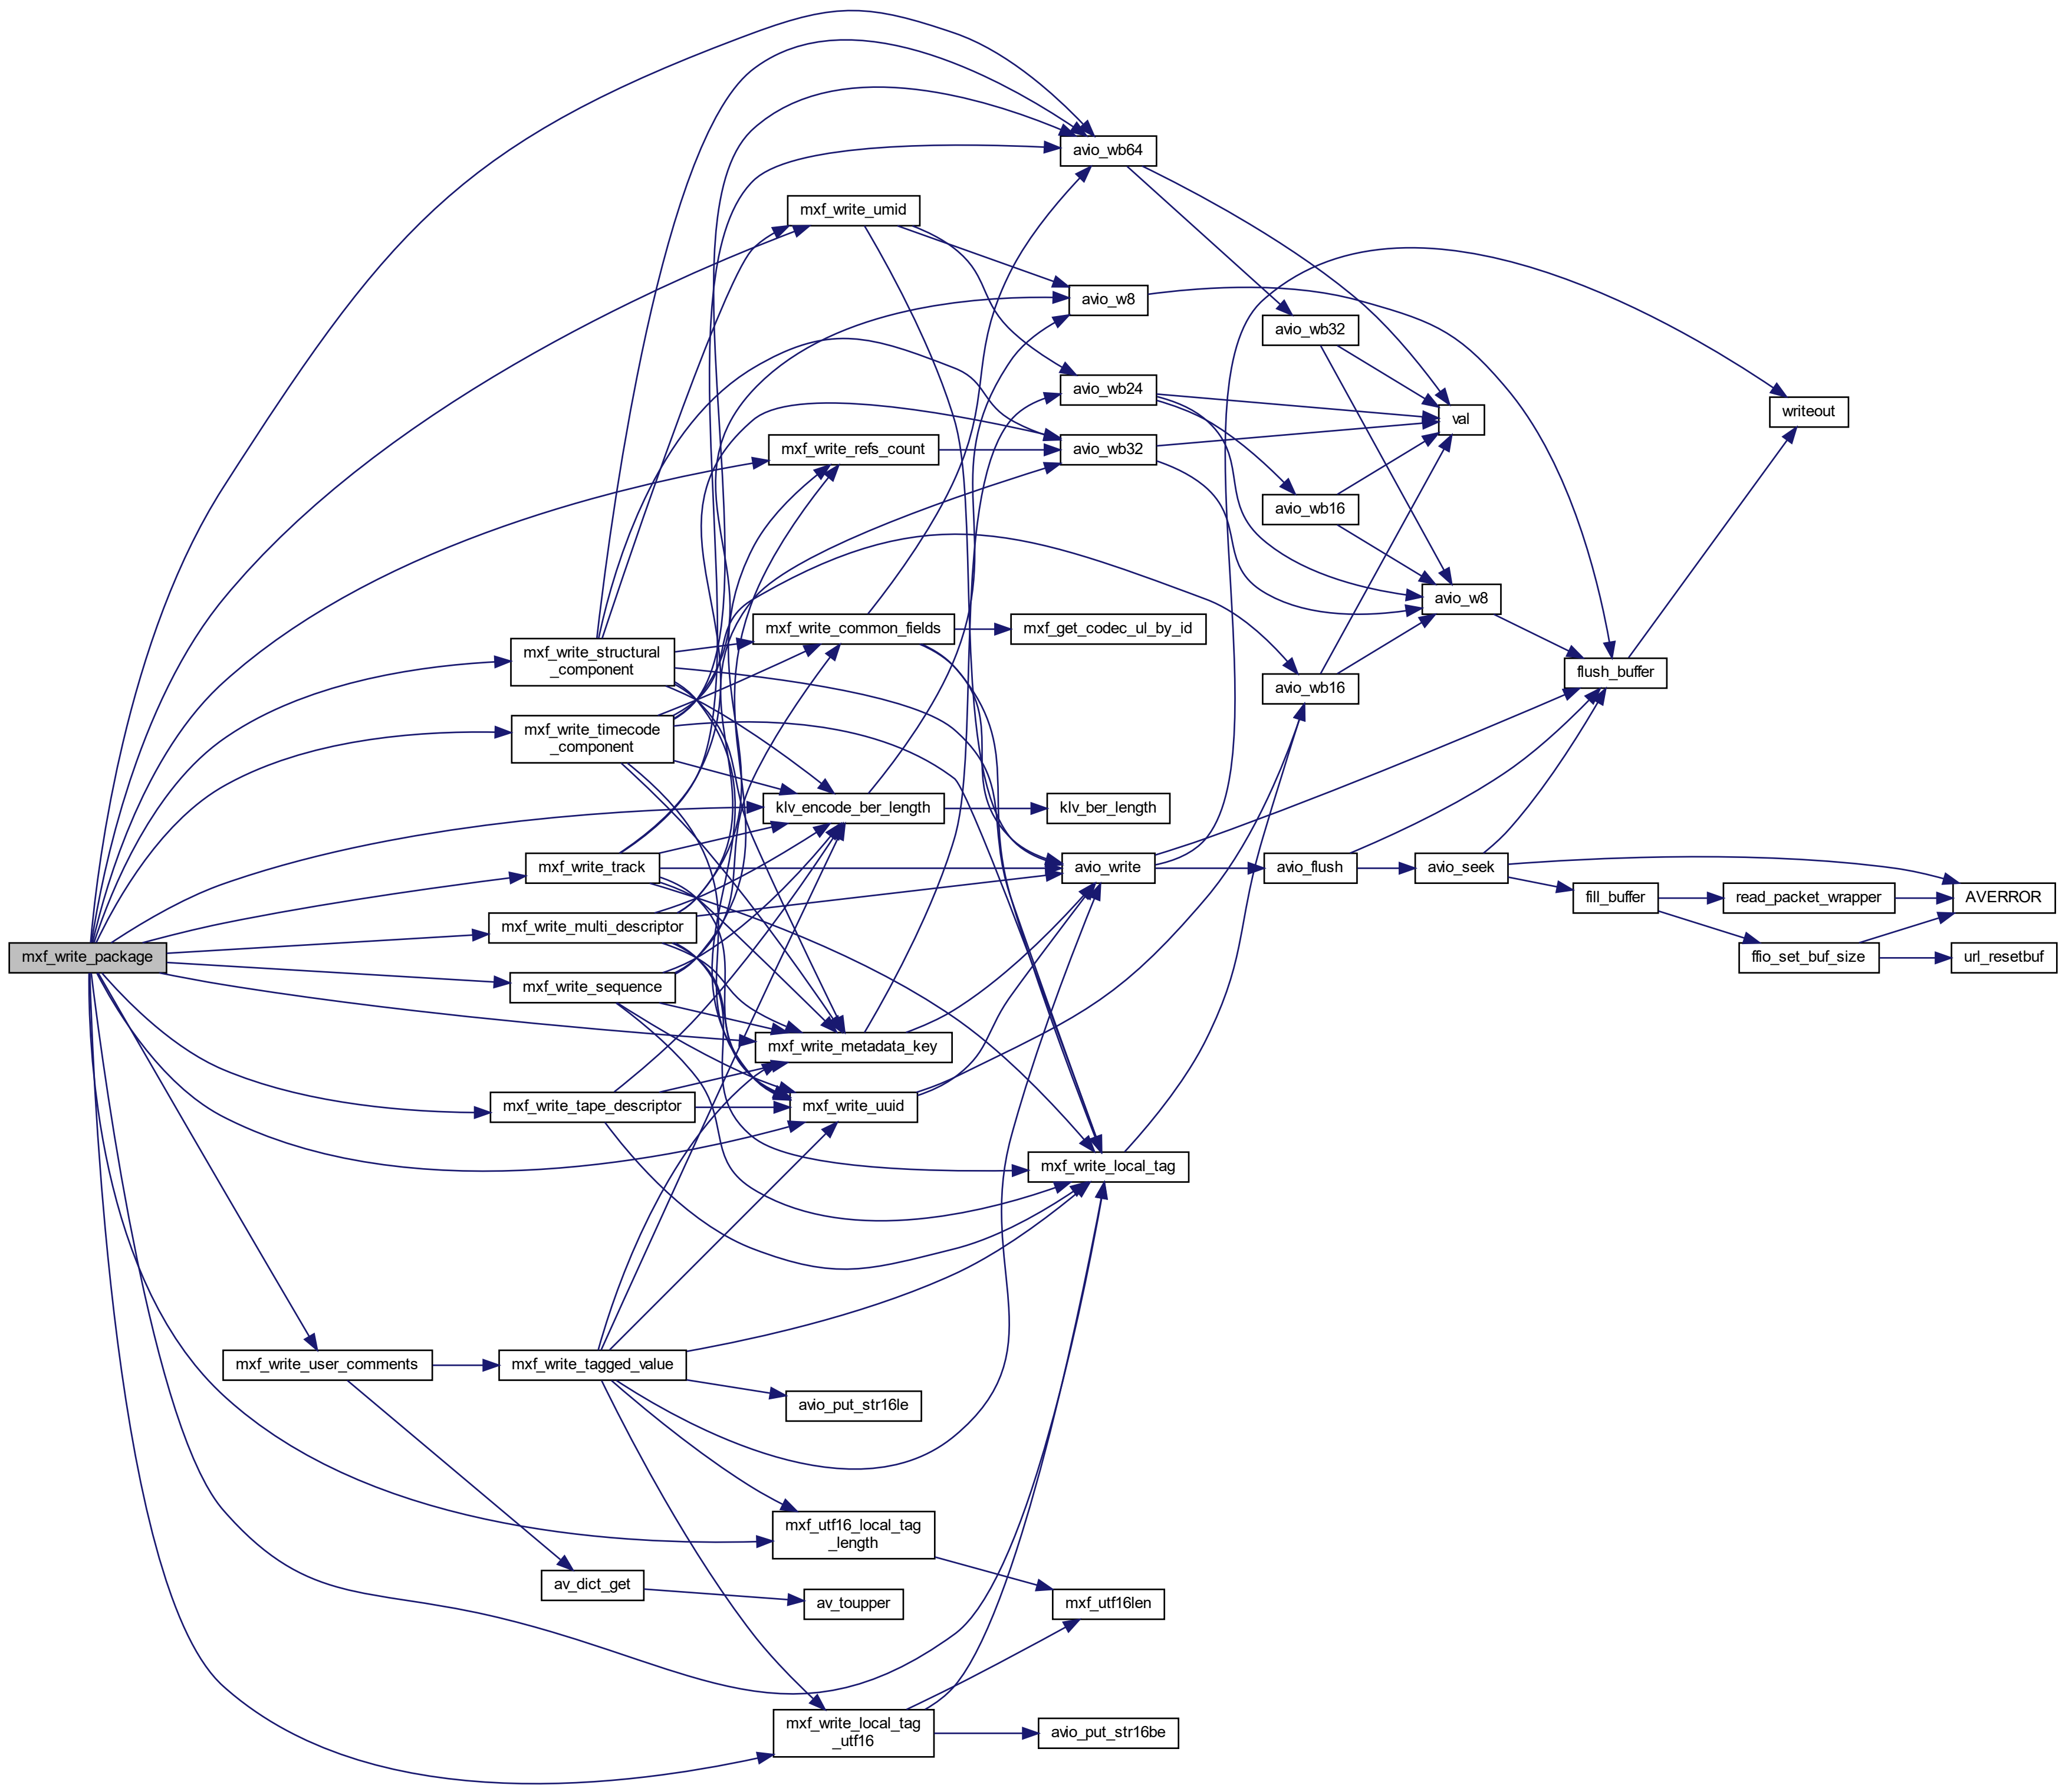 avio_wb64
mxf_write_umid
avio_w8
avio_wb32
avio_wb24
writeout
val
mxf_write_refs_count
avio_wb32
avio_wb16
avio_w8
mxf_write_common_fields
mxf_get_codec_ul_by_id
mxf_write_structural
_component
flush_buffer
avio_wb16
mxf_write_timecode
_component
klv_encode_ber_length
klv_ber_length
mxf_write_track
avio_write
avio_flush
avio_seek
fill_buffer
read_packet_wrapper
AVERROR
mxf_write_multi_descriptor
mxf_write_package
ffio_set_buf_size
url_resetbuf
mxf_write_sequence
mxf_write_metadata_key
mxf_write_tape_descriptor
mxf_write_uuid
mxf_write_local_tag
mxf_write_user_comments
mxf_write_tagged_value
avio_put_str16le
mxf_utf16_local_tag
_length
av_dict_get
av_toupper
mxf_utf16len
mxf_write_local_tag
_utf16
avio_put_str16be